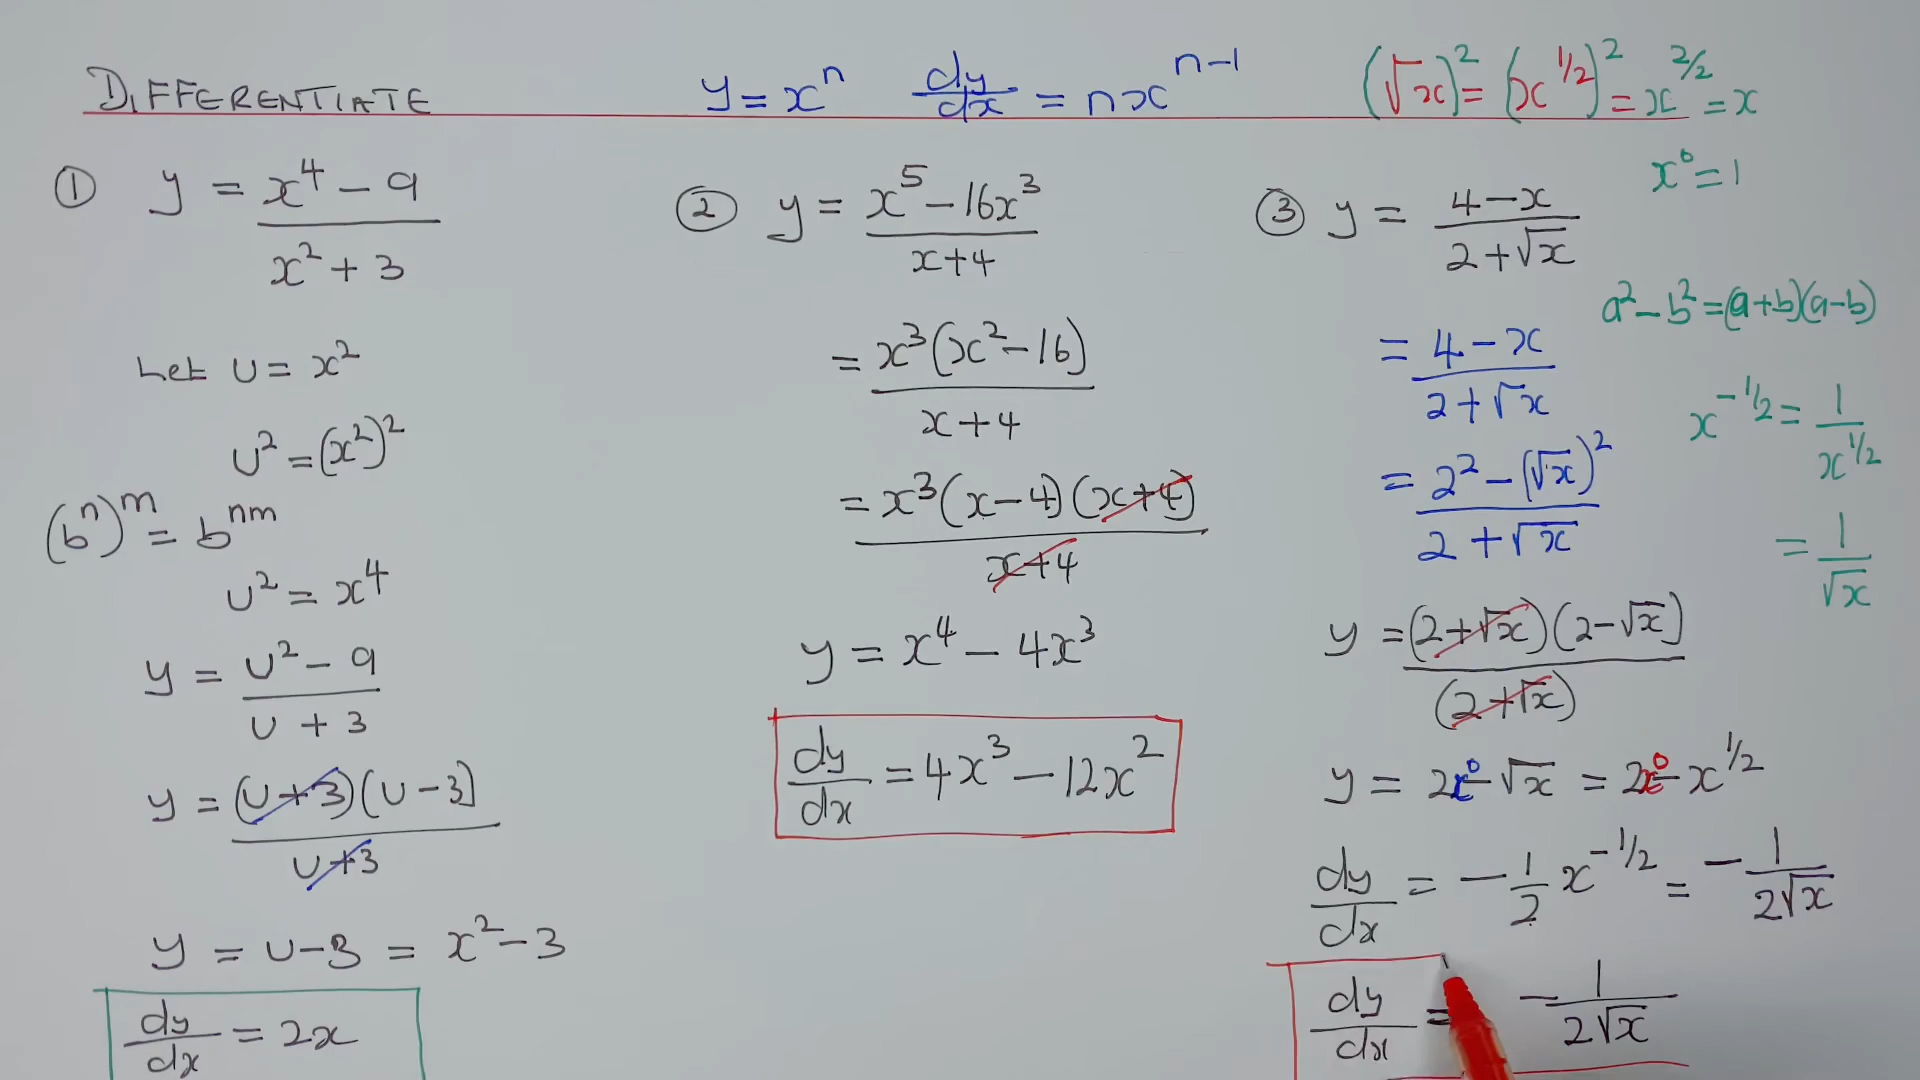 DIFFERENTIATE
y = xⁿ dy/dx = nxⁿ⁻¹
(√x)² = (x^1/2)² = x^2/2 = x
x⁰ = 1
① y = (x⁴ − 9)/(x² + 3)
Let u = x²
u² = (x²)²
(bⁿ)ᵐ = bⁿᵐ
u² = x⁴
y = (u² − 9)/(u + 3)
y = (u+3)(u−3)/(u+3)
y = u−3 = x²−3
dy/dx = 2x
② y = (x⁵ − 16x³)/(x+4)
= x³(x²−16)/(x+4)
= x³(x−4)(x+4)/(x+4)
y = x⁴ − 4x³
dy/dx = 4x³ − 12x²
③ y = (4−x)/(2+√x)
a² − b² = (a+b)(a−b)
= (4−x)/(2+√x)
x^−1/2 = 1/x^1/2
= 1/√x
= (2² − (√x)²)/(2+√x)
y = (2+√x)(2−√x)/(2+√x)
y = 2x⁰ − √x = 2x⁰ − x^1/2
dy/dx = −1/2 x^−1/2 = −1/(2√x)
dy/dx = −1/(2√x)